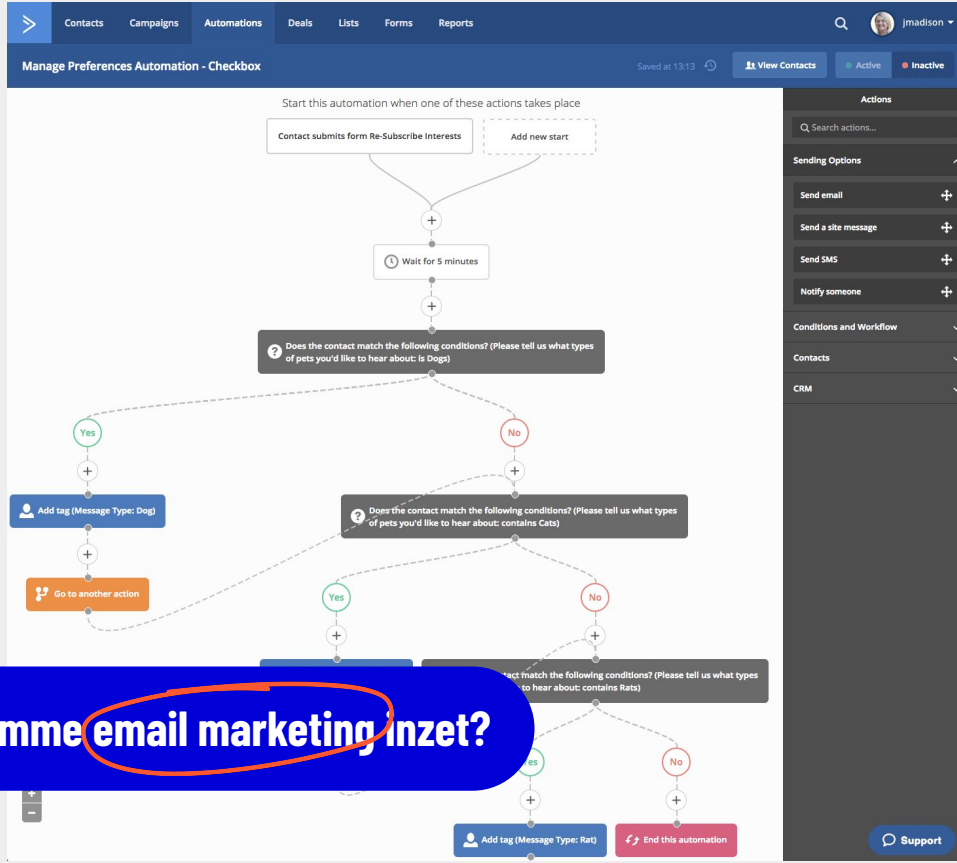 Contacts Campaigns Automations Deals Lists Forms Reports jmadison
Manage Preferences Automation - Checkbox Saved at 13:13 View Contacts Active Inactive
Start this automation when one of these actions takes place
Contact submits form Re-Subscribe Interests Add new start
Wait for 5 minutes
Does the contact match the following conditions? (Please tell us what types
of pets you'd like to hear about: is Dogs)
Yes No
Add tag (Message Type: Dog)
Does the contact match the following conditions? (Please tell us what types
of pets you'd like to hear about: contains Cats)
Go to another action
Yes No
match the following conditions? (Please tell us what types
to hear about: contains Rats)
email marketing inzet?
No
Add tag (Message Type: Rat) End this automation
Actions
Search actions...
Sending Options
Send email
Send a site message
Send SMS
Notify someone
Conditions and Workflow
Contacts
CRM
Support